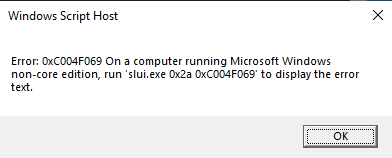 Windows Script Host
Error: 0xC004F069 On a computer running Microsoft Windows
non-core edition, run 'slui.exe 0x2a 0xC004F069' to display the error
text.
OK